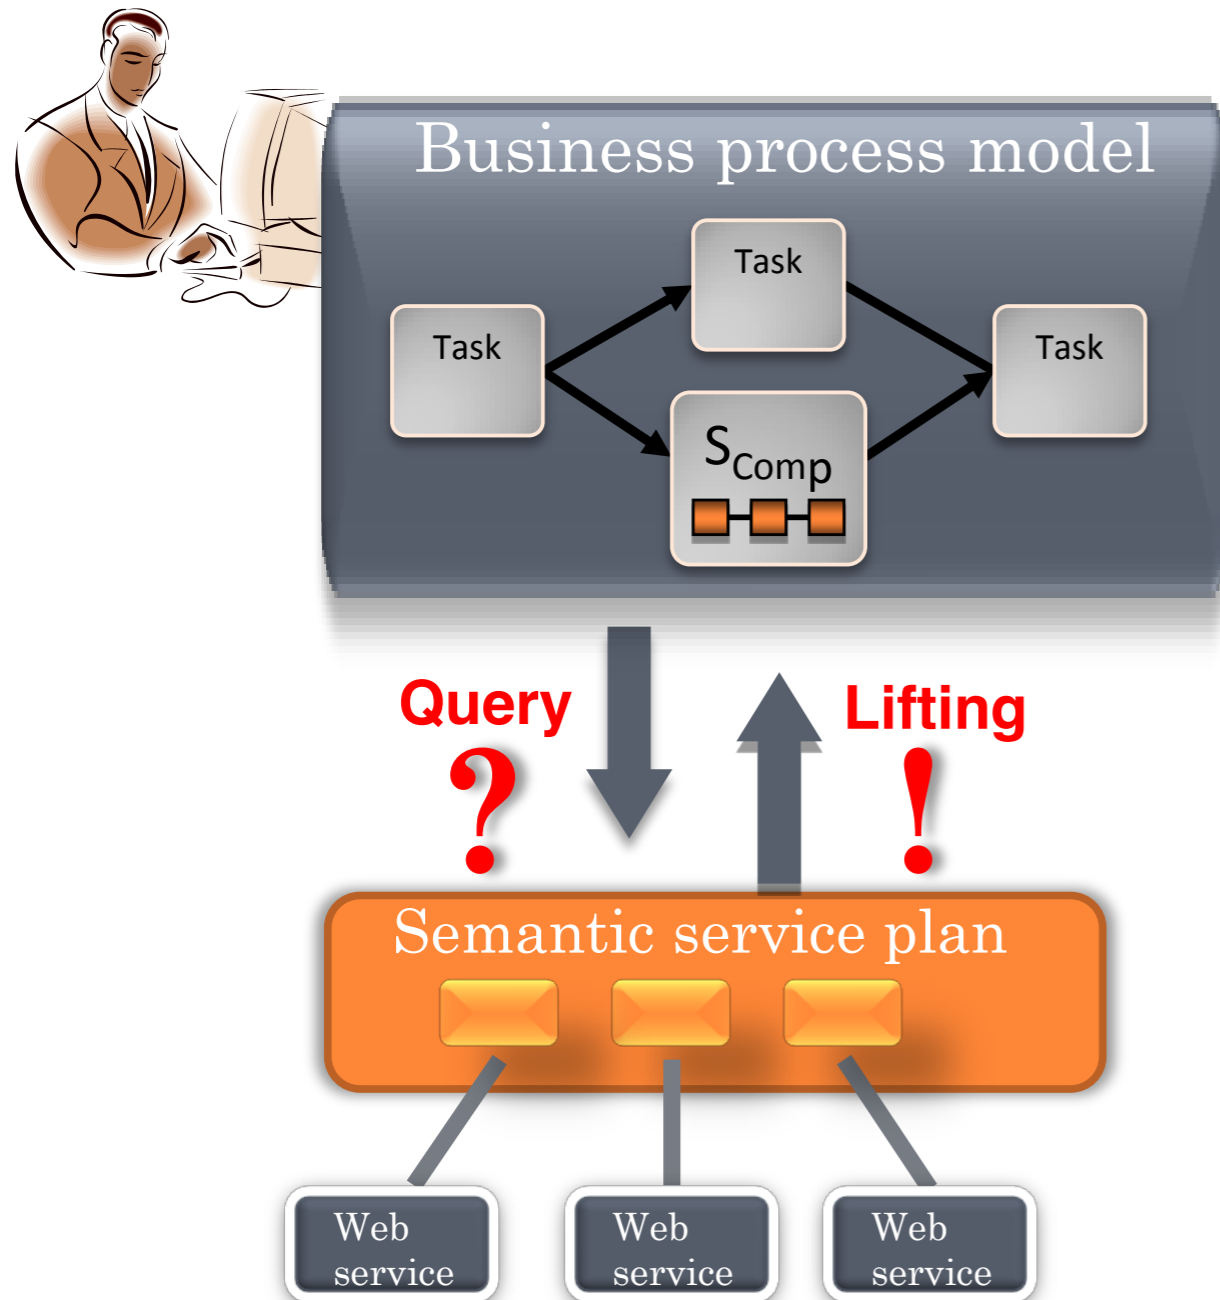 Business process model
Task
Task
Task
SComp
Query
Lifting
?
!
Semantic service plan
Web
service
Web
service
Web
service